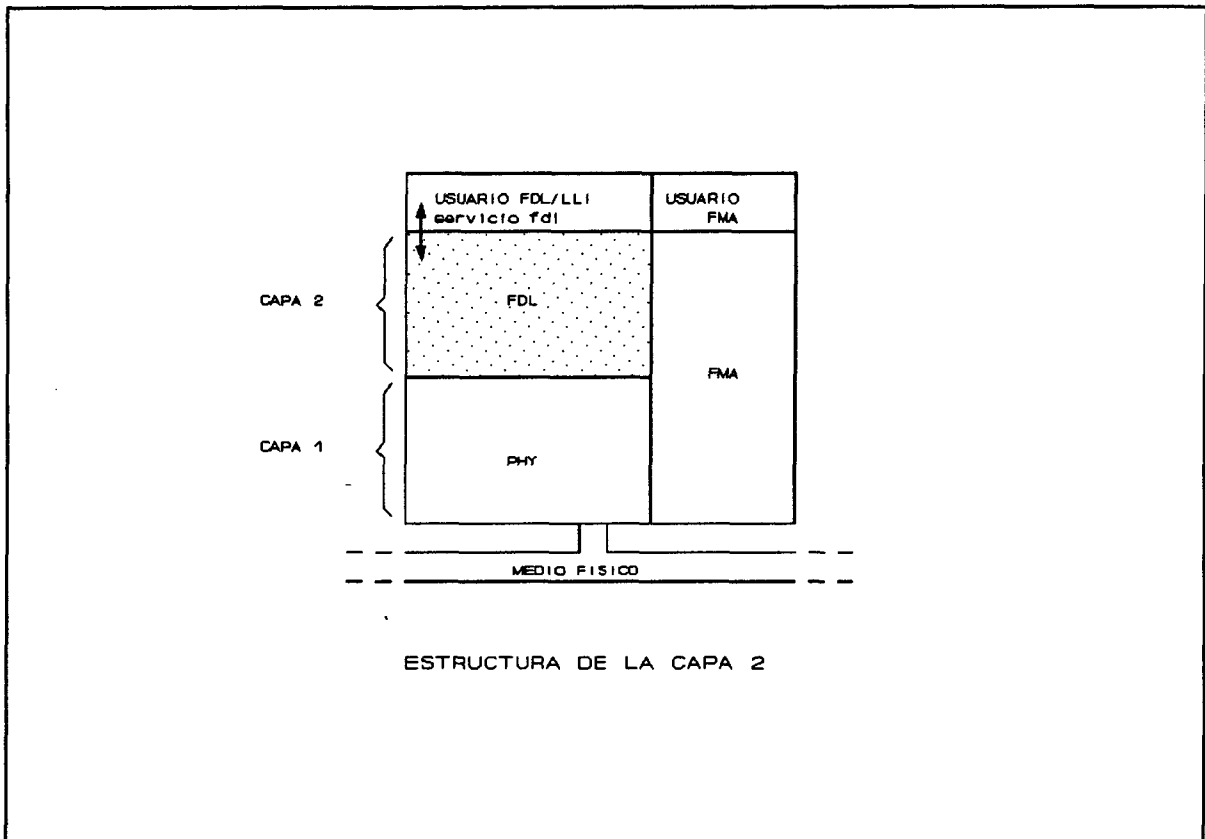 USUARIO FDL/LLI
servicio fdl
USUARIO
FMA
CAPA 2
FDL
FMA
CAPA 1
PHY
MEDIO FISICO
ESTRUCTURA DE LA CAPA 2